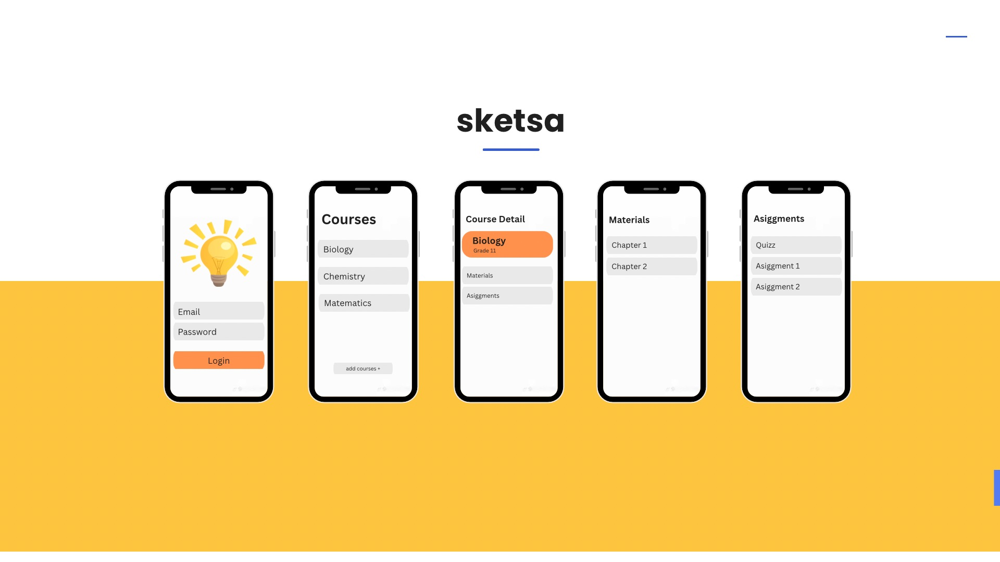 sketsa
Email
Password
Login
Courses
Biology
Chemistry
Matematics
add courses +
Course Detail
Biology
Grade 11
Materials
Asiggments
Materials
Chapter 1
Chapter 2
Asiggments
Quizz
Asiggment 1
Asiggment 2